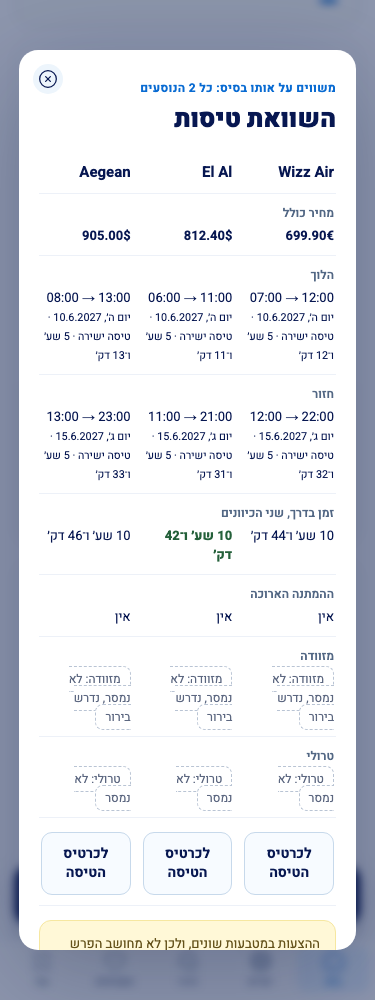 משווים על אותו בסיס: כל 2 הנוסעים
השוואת טיסות
Wizz Air El Al Aegean
מחיר כולל
699.90€ 812.40$ 905.00$
הלוך
07:00 → 12:00 06:00 → 11:00 08:00 → 13:00
יום ה׳, 10.6.2027 · יום ה׳, 10.6.2027 · יום ה׳, 10.6.2027 ·
טיסה ישירה · 5 שע׳ טיסה ישירה · 5 שע׳ טיסה ישירה · 5 שע׳
ו־12 דק׳ ו־11 דק׳ ו־13 דק׳
חזור
12:00 → 22:00 11:00 → 21:00 13:00 → 23:00
יום ג׳, 15.6.2027 · יום ג׳, 15.6.2027 · יום ג׳, 15.6.2027 ·
טיסה ישירה · 5 שע׳ טיסה ישירה · 5 שע׳ טיסה ישירה · 5 שע׳
ו־32 דק׳ ו־31 דק׳ ו־33 דק׳
זמן בדרך, שני הכיוונים
10 שע׳ ו־44 דק׳ 10 שע׳ ו־42 10 שע׳ ו־46 דק׳
דק׳
ההמתנה הארוכה
אין אין אין
מזוודה
מזוודה: לא מזוודה: לא מזוודה: לא
נמסר, נדרש נמסר, נדרש נמסר, נדרש
בירור בירור בירור
טרולי
טרולי: לא טרולי: לא טרולי: לא
נמסר נמסר נמסר
לכרטיס לכרטיס לכרטיס
הטיסה הטיסה הטיסה
ההצעות במטבעות שונים, ולכן לא מחושב הפרש